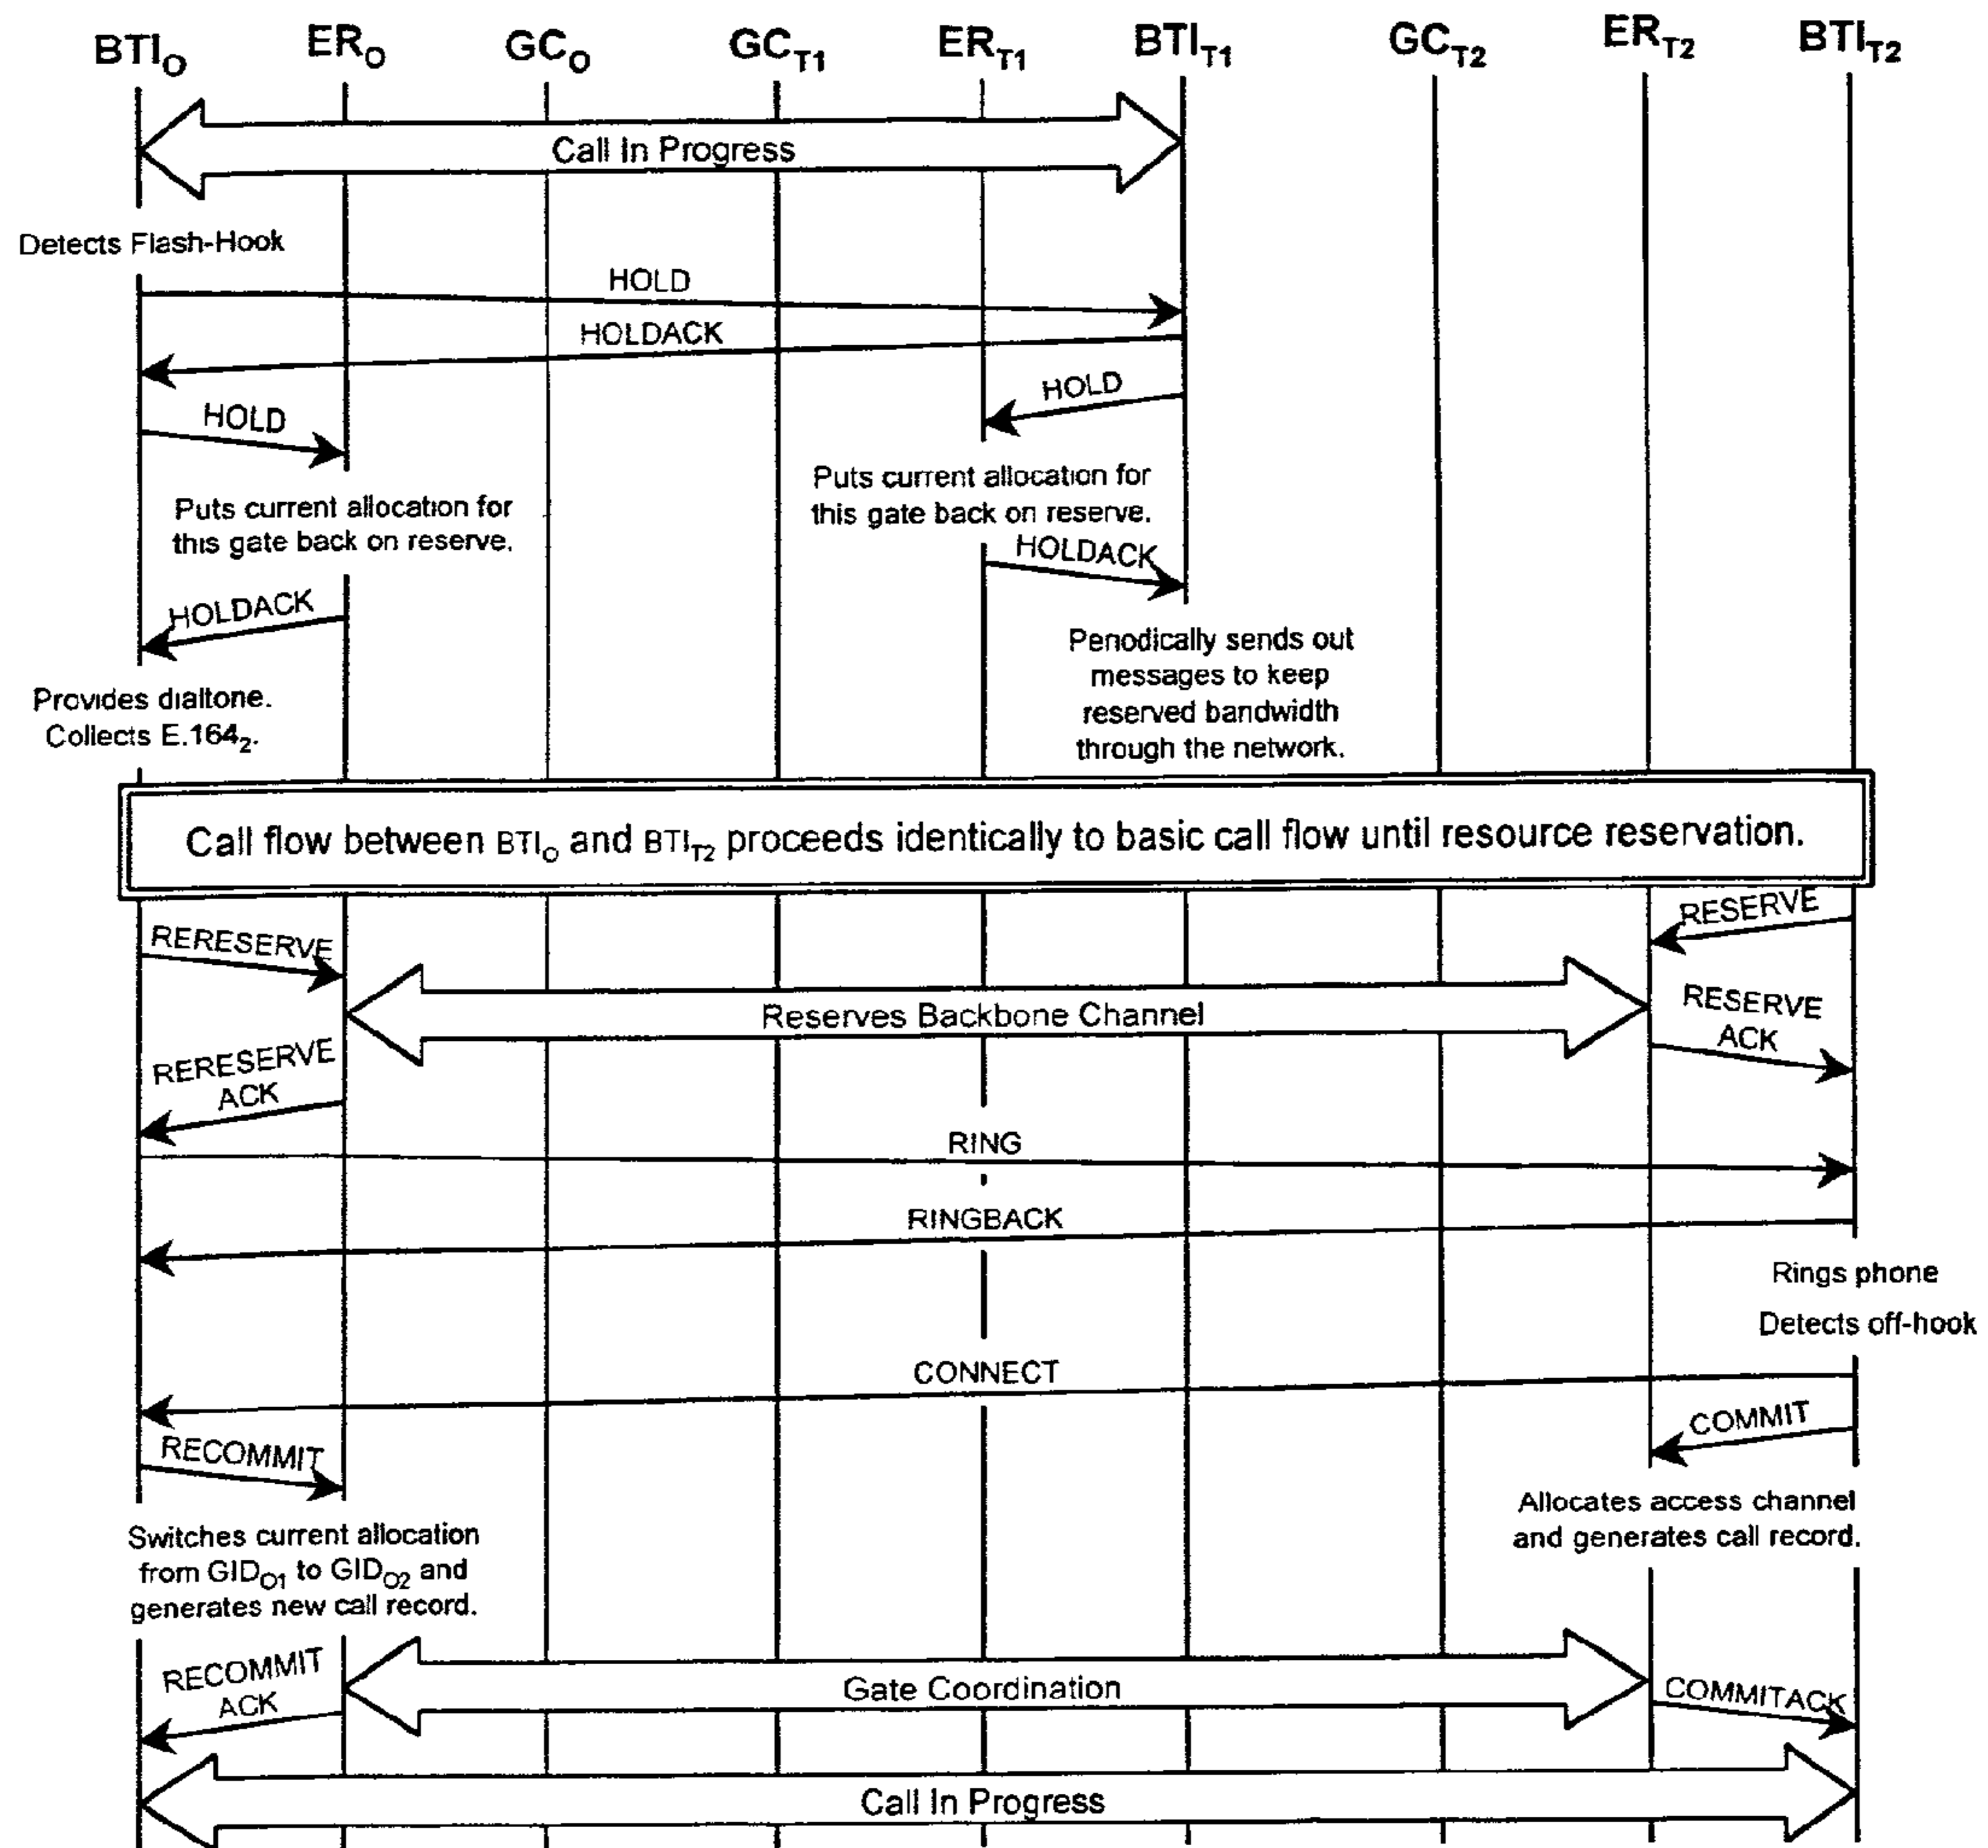 BTIO ERO GCO GCT1 ERT1 BTIT1 GCT2 ERT2 BTIT2
Call In Progress
Detects Flash-Hook
HOLD
HOLDACK
HOLD
HOLD
Puts current allocation for
this gate back on reserve.
Puts current allocation for
this gate back on reserve.
HOLDACK
HOLDACK
Periodically sends out
messages to keep
reserved bandwidth
through the network.
Provides dialtone.
Collects E.1642.
Call flow between BTIO and BTIT2 proceeds identically to basic call flow until resource reservation.
RESERVE
RERESERVE
Reserves Backbone Channel
RESERVE
ACK
RERESERVE
ACK
RING
RINGBACK
Rings phone
Detects off-hook
CONNECT
COMMIT
RECOMMIT
Allocates access channel
and generates call record.
Switches current allocation
from GIDO1 to GIDO2 and
generates new call record.
RECOMMIT
ACK
Gate Coordination
COMMITACK
Call In Progress